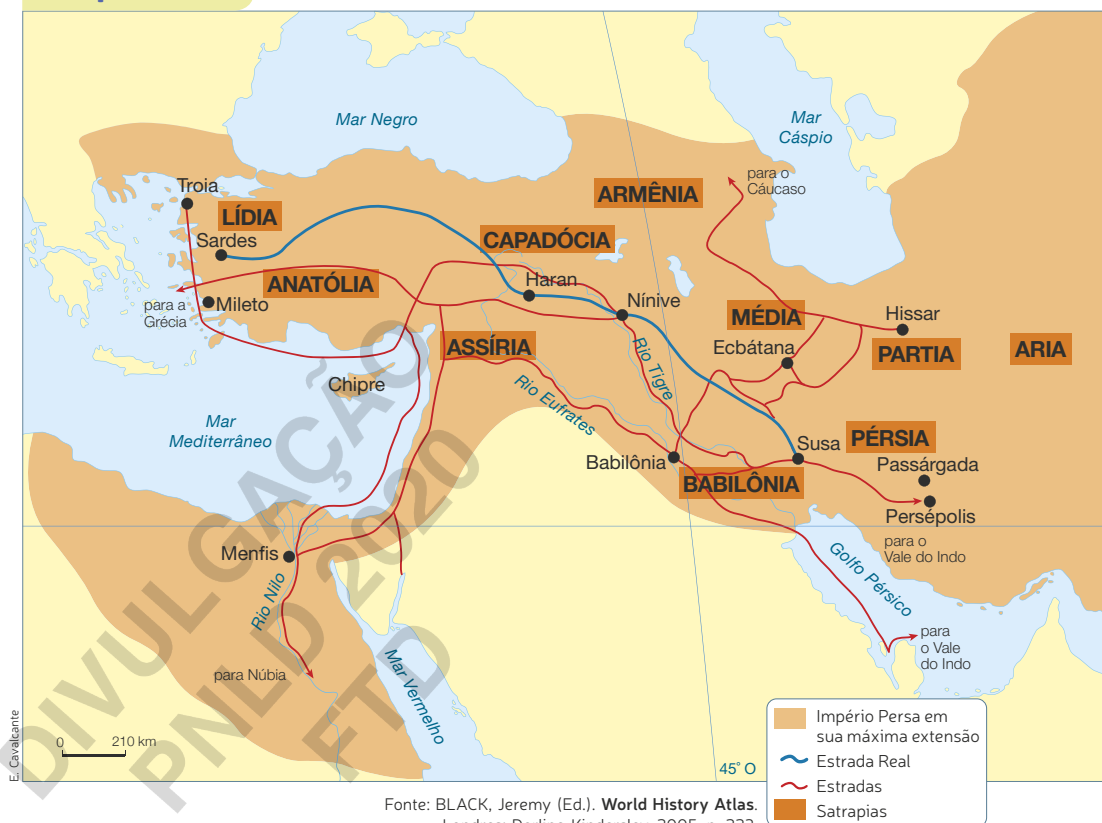 Mar Negro
Mar
Cáspio
Troia
LÍDIA
Sardes
ARMÊNIA
para o
Cáucaso
CAPADÓCIA
ANATÓLIA
Haran
para a
Grécia
Mileto
Nínive
MÉDIA
Hissar
Ecbátana
PARTIA
ARIA
ASSÍRIA
Rio Tigre
Chipre
Rio Eufrates
Mar
Mediterrâneo
Susa
PÉRSIA
Babilônia
BABILÔNIA
Passárgada
Persépolis
para o
Vale do Indo
Menfis
Rio Nilo
Golfo Pérsico
para
o Vale
do Indo
para Núbia
Mar Vermelho
0 210 km
45° O
E. Cavalcante
DIVULGAÇÃO
PNLD 2020
FTD
Império Persa em
sua máxima extensão
Estrada Real
Estradas
Satrapias
Fonte: BLACK, Jeremy (Ed.). World History Atlas.